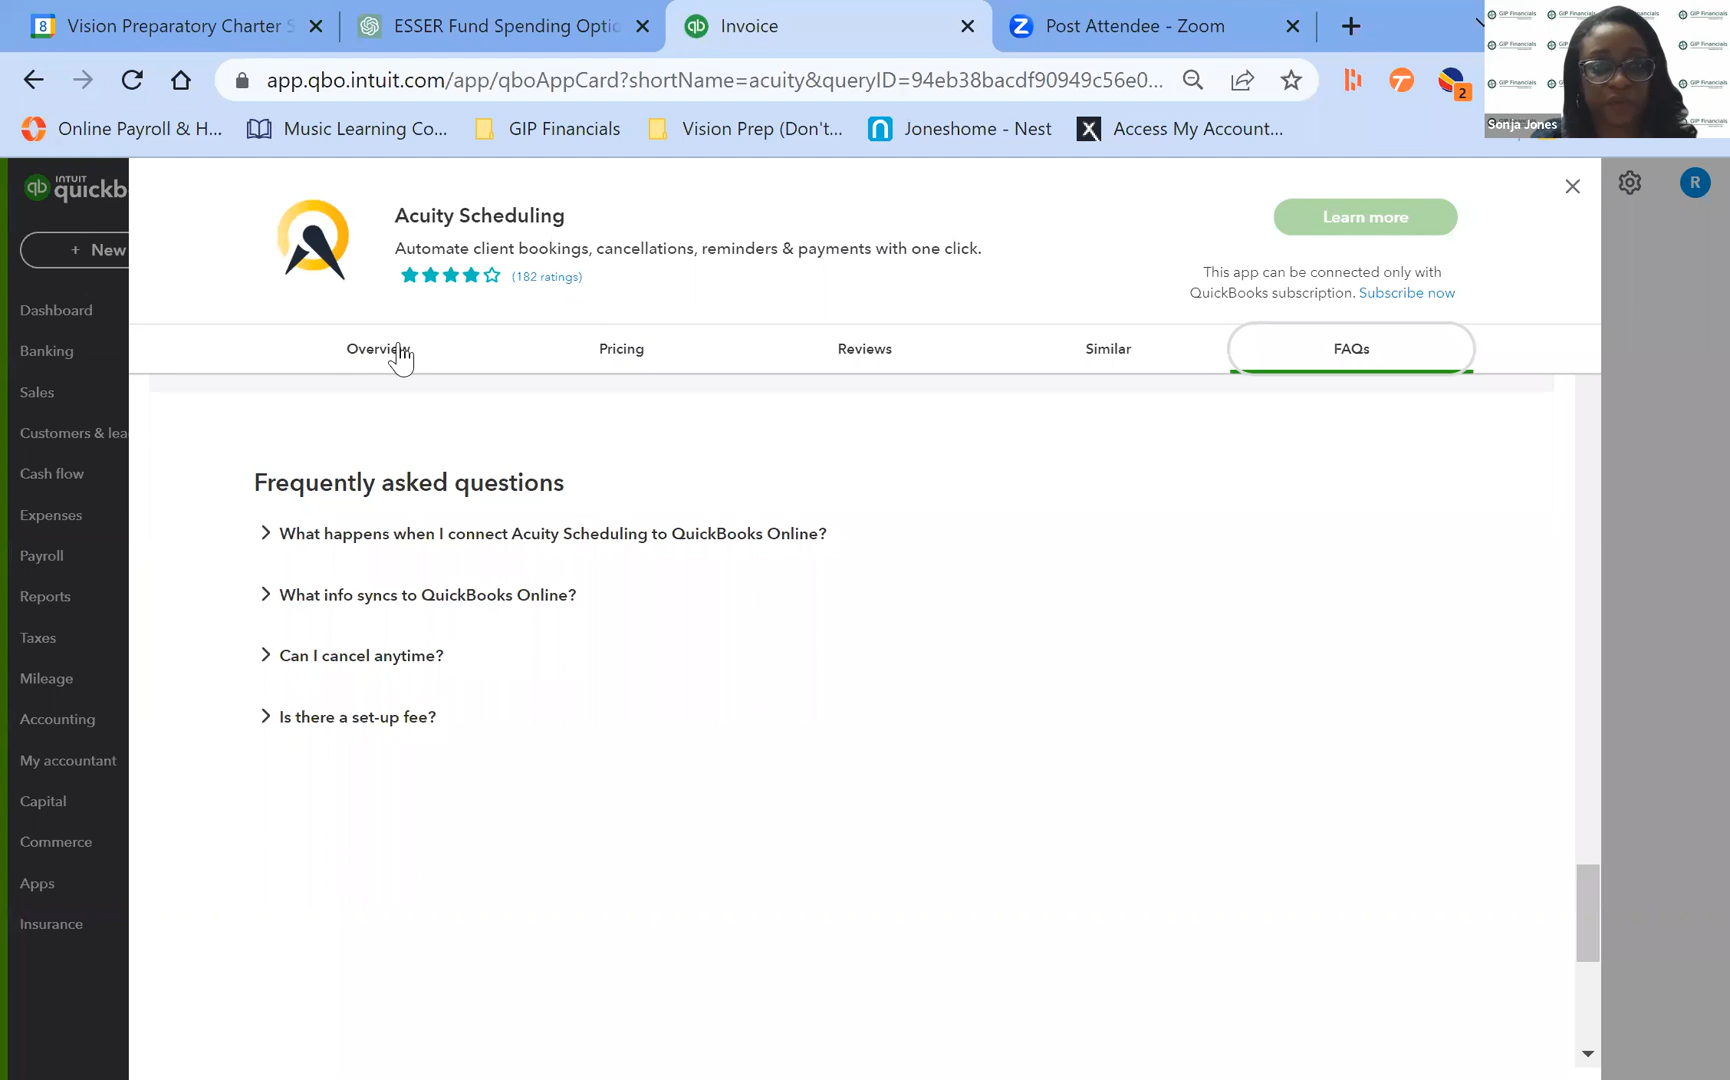 Vision Preparatory Charter S
ESSER Fund Spending Optio
Invoice
Post Attendee - Zoom
app.qbo.intuit.com/app/qboAppCard?shortName=acuity&queryID=94eb38bacdf90949c56e0...
2
Online Payroll & H...
Music Learning Co...
GIP Financials
Vision Prep (Don't...
Joneshome - Nest
Access My Account...
GIP Financials
Sonja Jones
INTUIT
quickb
+ New
Dashboard
Banking
Sales
Customers & lea
Cash flow
Expenses
Payroll
Reports
Taxes
Mileage
Accounting
My accountant
Capital
Commerce
Apps
Insurance
Acuity Scheduling
Automate client bookings, cancellations, reminders & payments with one click.
(182 ratings)
Learn more
This app can be connected only with
QuickBooks subscription. Subscribe now
R
Overview
Pricing
Reviews
Similar
FAQs
Frequently asked questions
What happens when I connect Acuity Scheduling to QuickBooks Online?
What info syncs to QuickBooks Online?
Can I cancel anytime?
Is there a set-up fee?